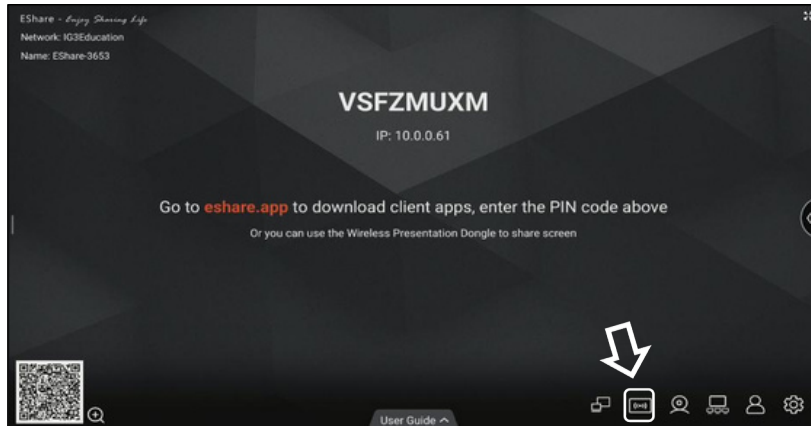 EShare - Enjoy Sharing Life
Network: IG3Education
Name: EShare-3653
VSFZMUXM
IP: 10.0.0.61
Go to eshare.app to download client apps, enter the PIN code above
Or you can use the Wireless Presentation Dongle to share screen
User Guide